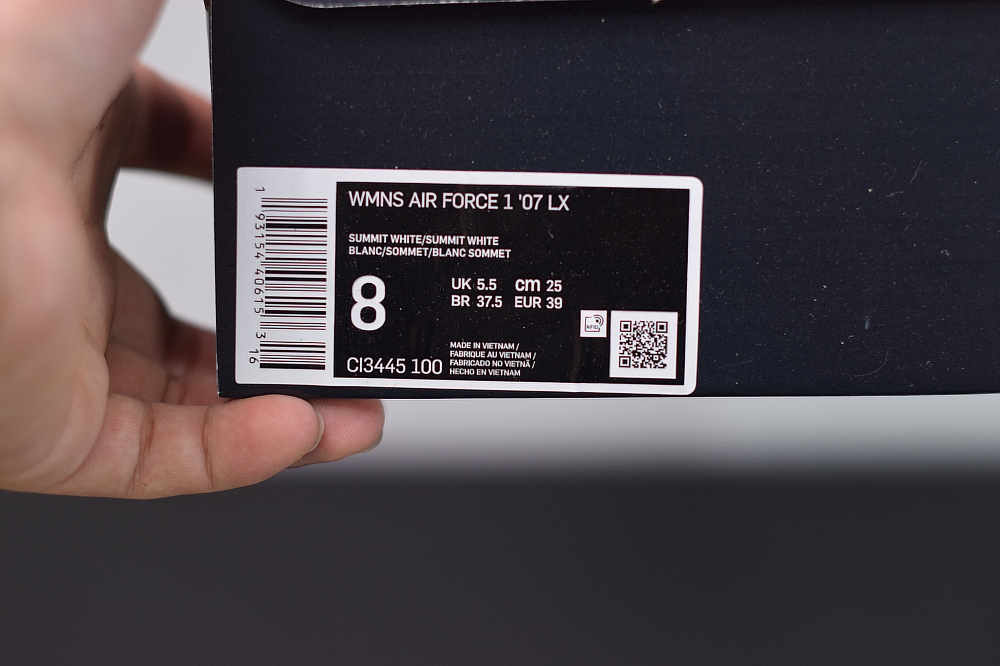 WMNS AIR FORCE 1 '07 LX
SUMMIT WHITE/SUMMIT WHITE
BLANC/SOMMET/BLANC SOMMET
8
UK 5.5 cm 25
BR 37.5 EUR 39
RFID
CI3445 100
MADE IN VIETNAM /
FABRIQUE AU VIETNAM /
FABRICADO NO VIETNÃ /
HECHO EN VIETNAM
1 93154 40615 3 16